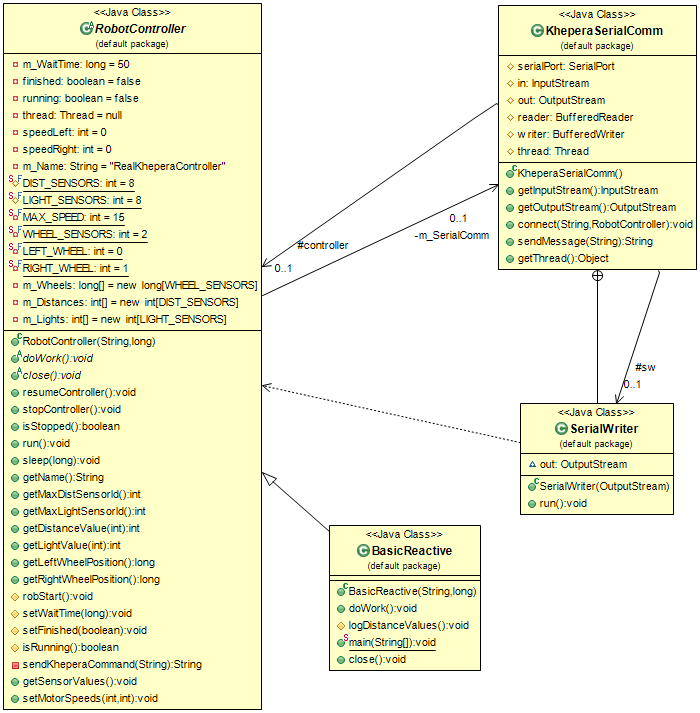 <<Java Class>>
RobotController
(default package)
m_WaitTime: long = 50
finished: boolean = false
running: boolean = false
thread: Thread = null
speedLeft: int = 0
speedRight: int = 0
m_Name: String = "RealKheperaController"
DIST_SENSORS: int = 8
LIGHT_SENSORS: int = 8
MAX_SPEED: int = 15
WHEEL_SENSORS: int = 2
LEFT_WHEEL: int = 0
RIGHT_WHEEL: int = 1
m_Wheels: long[] = new long[WHEEL_SENSORS]
m_Distances: int[] = new int[DIST_SENSORS]
m_Lights: int[] = new int[LIGHT_SENSORS]
RobotController(String,long)
doWork():void
close():void
resumeController():void
stopController():void
isStopped():boolean
run():void
sleep(long):void
getName():String
getMaxDistSensorId():int
getMaxLightSensorId():int
getDistanceValue(int):int
getLightValue(int):int
getLeftWheelPosition():long
getRightWheelPosition():long
robStart():void
setWaitTime(long):void
setFinished(boolean):void
isRunning():boolean
sendKheperaCommand(String):String
getSensorValues():void
setMotorSpeeds(int,int):void
<<Java Class>>
KheperaSerialComm
(default package)
serialPort: SerialPort
in: InputStream
out: OutputStream
reader: BufferedReader
writer: BufferedWriter
thread: Thread
KheperaSerialComm()
getInputStream():InputStream
getOutputStream():OutputStream
connect(String,RobotController):void
sendMessage(String):String
getThread():Object
#controller
0..1
0..1
-m_SerialComm
#sw
0..1
<<Java Class>>
SerialWriter
(default package)
out: OutputStream
SerialWriter(OutputStream)
run():void
<<Java Class>>
BasicReactive
(default package)
BasicReactive(String,long)
doWork():void
logDistanceValues():void
main(String[]):void
close():void